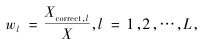 w_l = X_{correct,l} / X, l = 1, 2, ⋯, L,